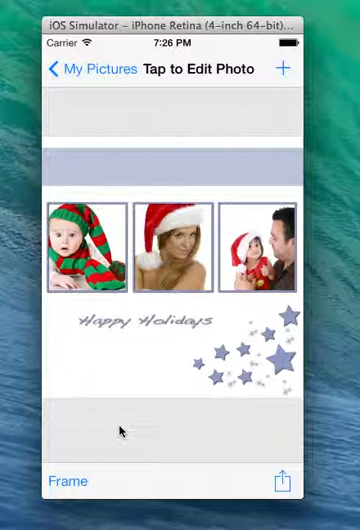 iOS Simulator – iPhone Retina (4-inch 64-bit)...
Carrier 7:26 PM
My Pictures Tap to Edit Photo +
Happy Holidays
Frame